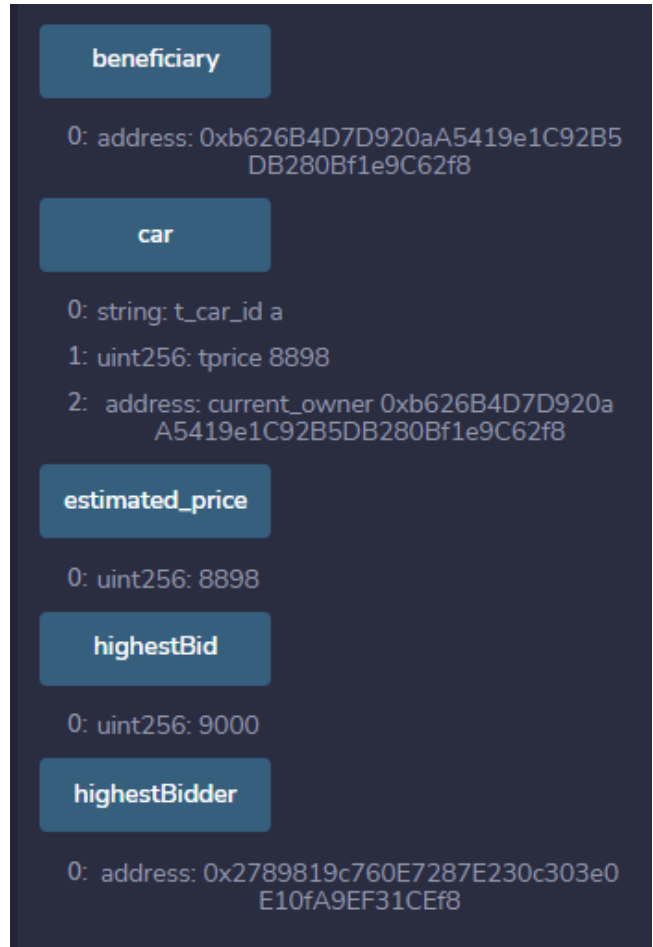 beneficiary
0: address: 0xb626B4D7D920aA5419e1C92B5
DB280Bf1e9C62f8
car
0: string: t_car_id a
1: uint256: tprice 8898
2: address: current_owner 0xb626B4D7D920a
A5419e1C92B5DB280Bf1e9C62f8
estimated_price
0: uint256: 8898
highestBid
0: uint256: 9000
highestBidder
0: address: 0x2789819c760E7287E230c303e0
E10fA9EF31CEf8